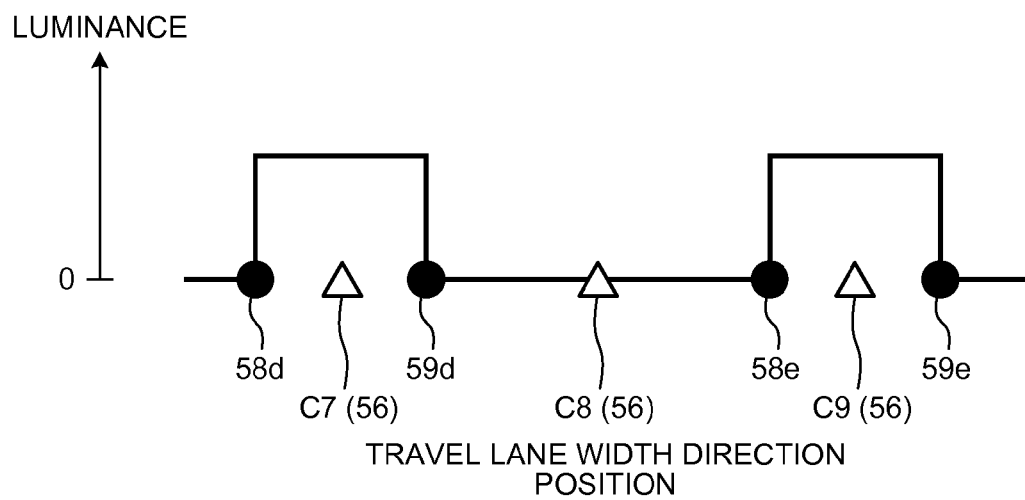 LUMINANCE
0
58d
59d
58e
59e
C7 (56)
C8 (56)
C9 (56)
TRAVEL LANE WIDTH DIRECTION
POSITION